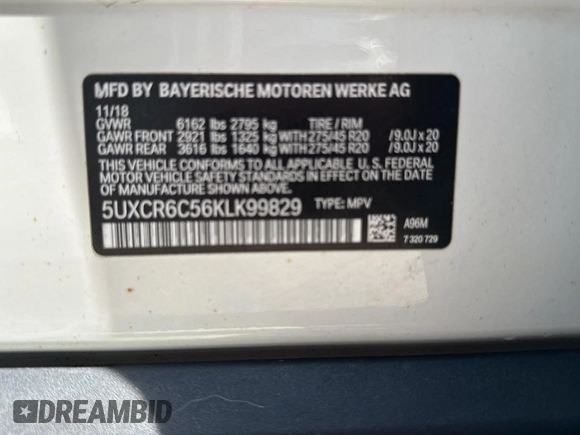 MFD BY BAYERISCHE MOTOREN WERKE AG
11/18
GVWR 6162 lbs 2795 kg TIRE / RIM
GAWR FRONT 2921 lbs 1325 kg WITH 275/45 R20 / 9.0J x 20
GAWR REAR 3616 lbs 1640 kg WITH 275/45 R20 / 9.0J x 20
THIS VEHICLE CONFORMS TO ALL APPLICABLE U. S. FEDERAL
MOTOR VEHICLE SAFETY STANDARDS IN EFFECT ON THE
DATE OF MANUFACTURE SHOWN ABOVE.
5UXCR6C56KLK99829 TYPE: MPV
A96M
7 320 729
DREAMBID